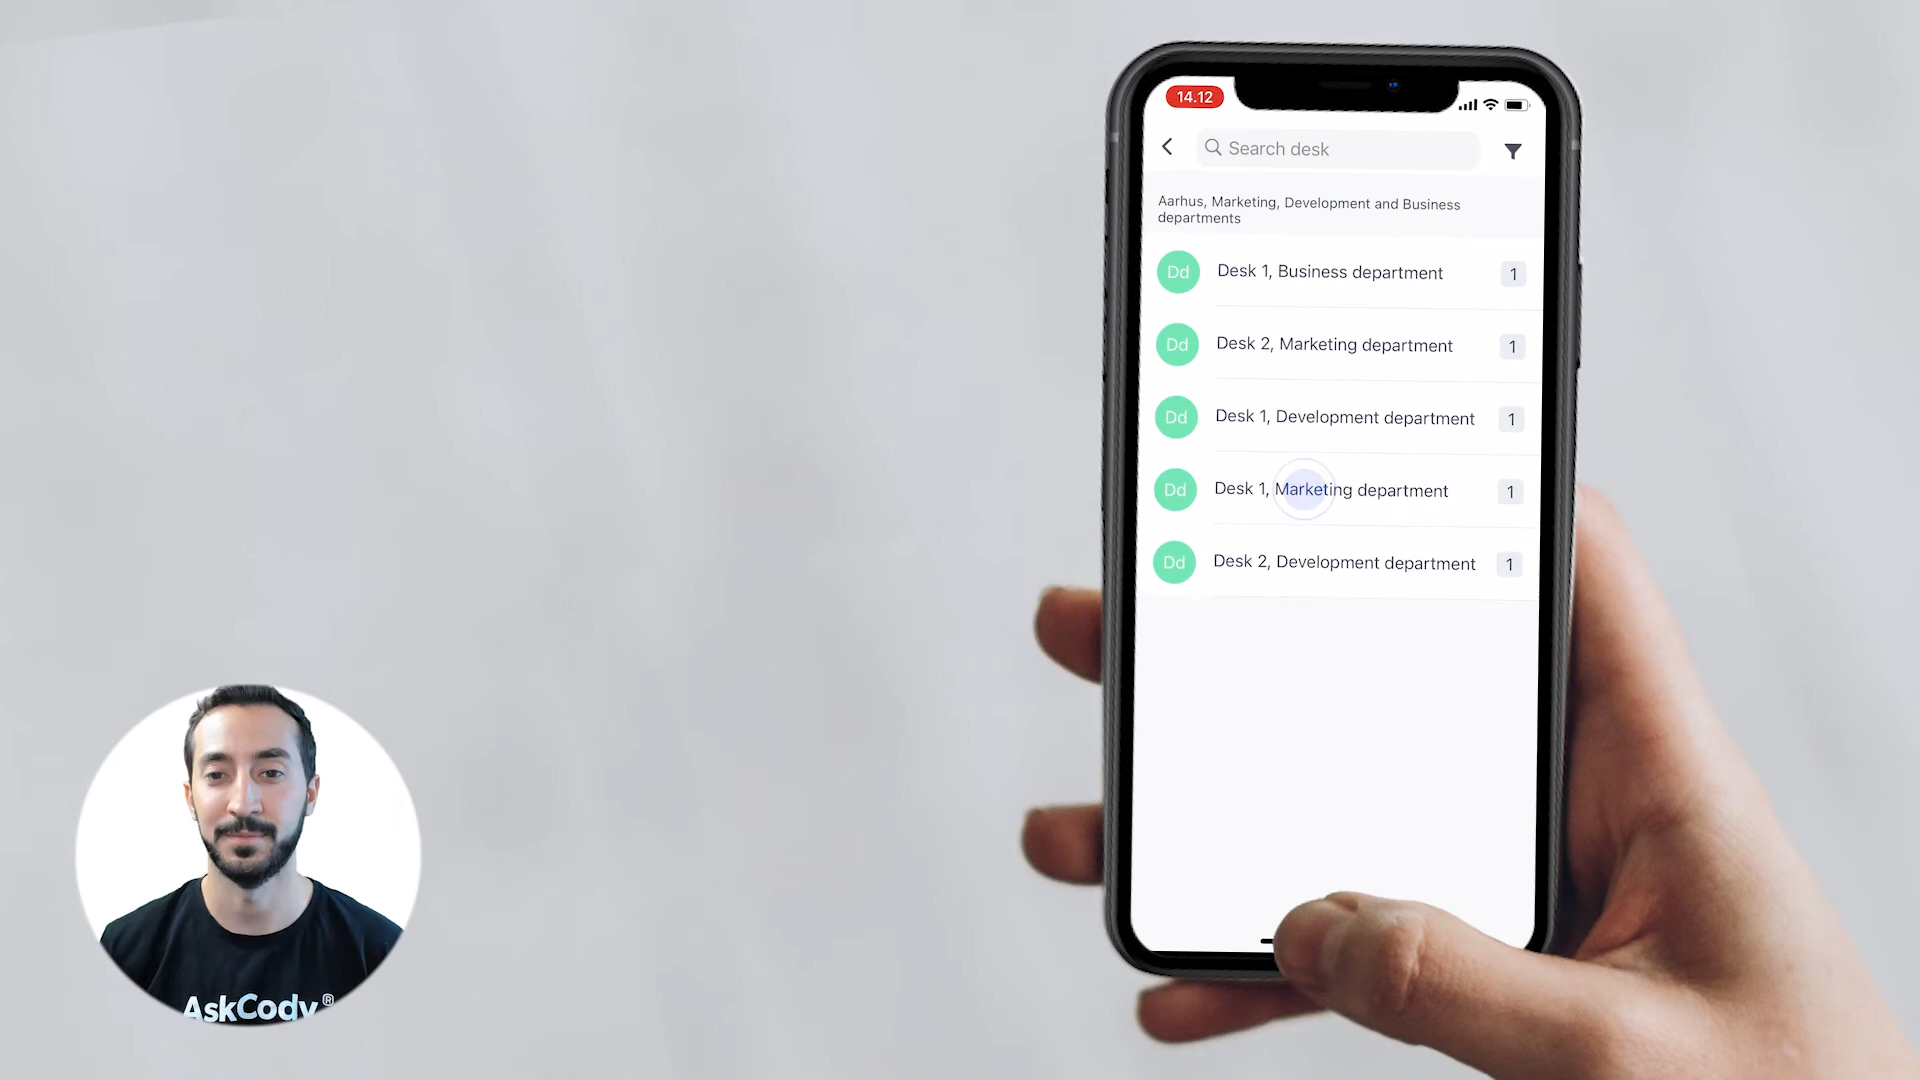 14.12
Search desk
Aarhus, Marketing, Development and Business
departments
Dd Desk 1, Business department 1
Dd Desk 2, Marketing department 1
Dd Desk 1, Development department 1
Dd Desk 1, Marketing department 1
Dd Desk 2, Development department 1
AskCody®